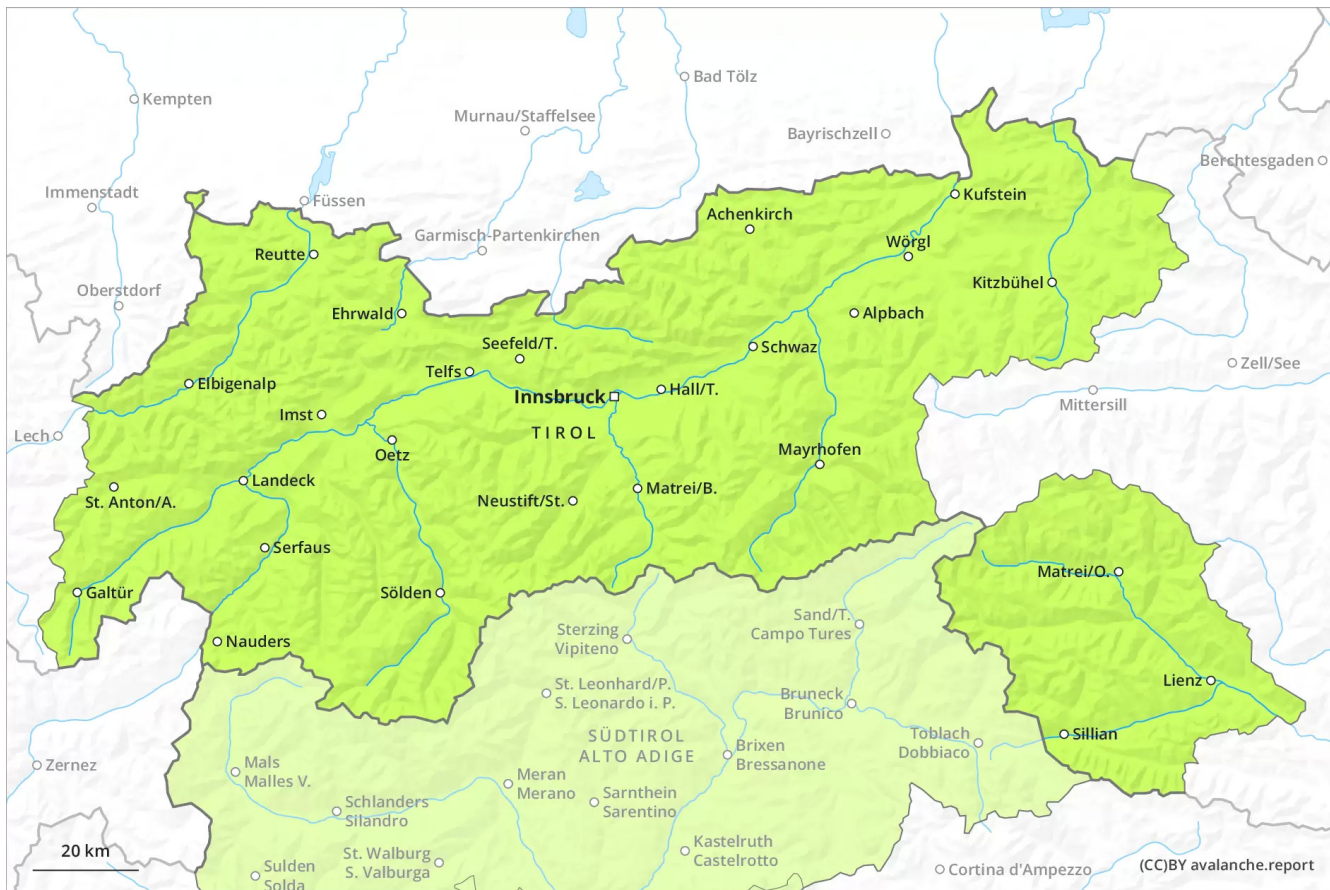 Kempten
Bad Tölz
Murnau/Staffelsee
Bayrischzell
Berchtesgaden
Immenstadt
Füssen
Kufstein
Achenkirch
Garmisch-Partenkirchen
Wörgl
Reutte
Oberstdorf
Kitzbühel
Ehrwald
Alpbach
Seefeld/T.
Schwaz
Zell/See
Telfs
Elbigenalp
Hall/T.
Mittersill
Innsbruck
Imst
TIROL
Lech
Oetz
Mayrhofen
Landeck
Matrei/B.
St. Anton/A.
Neustift/St.
Serfaus
Matrei/O.
Galtür
Sölden
Sand/T.
Campo Tures
Sterzing
Vipiteno
Nauders
Lienz
St. Leonhard/P.
S. Leonardo i. P.
Bruneck
Brunico
Sillian
SÜDTIROL
ALTO ADIGE
Toblach
Dobbiaco
Brixen
Bressanone
Zernez
Mals
Malles V.
Meran
Merano
Sarnthein
Sarentino
Schlanders
Silandro
Kastelruth
Castelrotto
20 km
St. Walburg
S. Valburga
Cortina d'Ampezzo
(CC)BY avalanche.report
Sulden
Solda